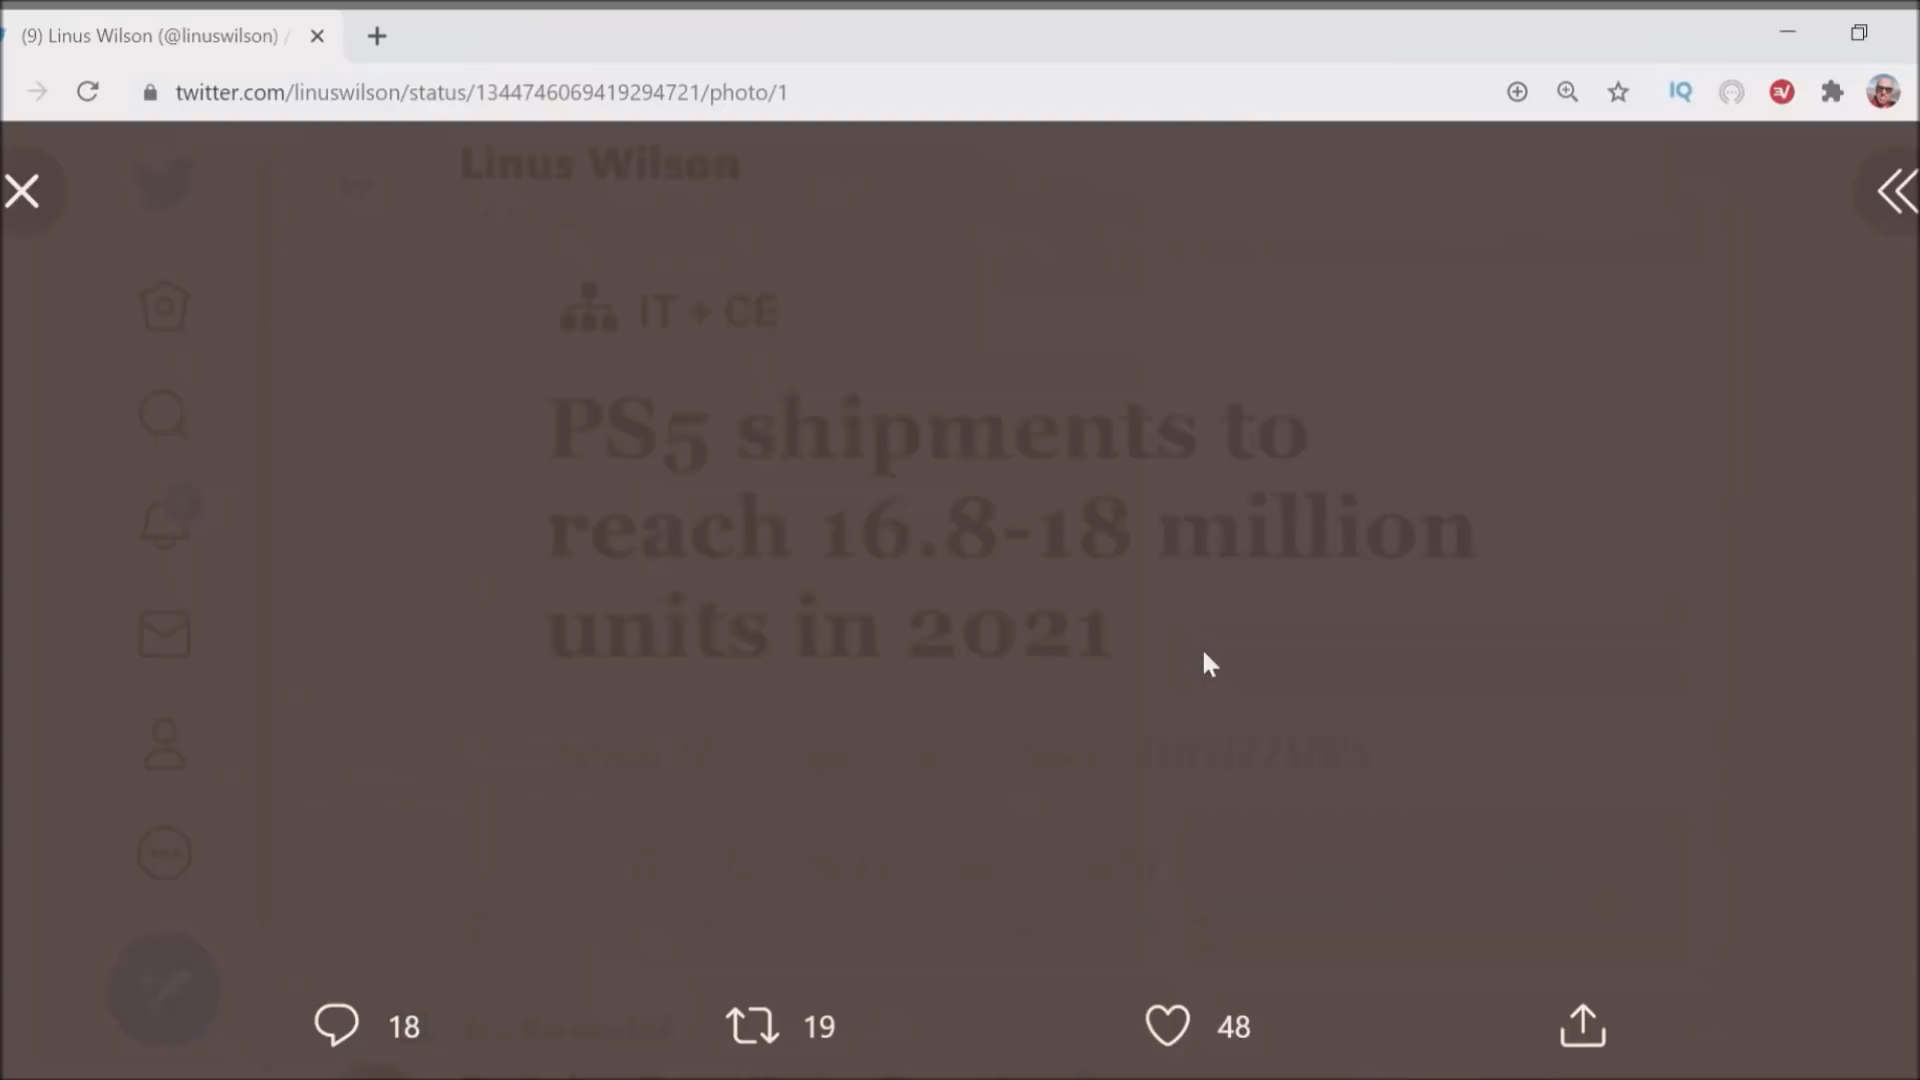 (9) Linus Wilson (@linuswilson) /
twitter.com/linuswilson/status/1344746069419294721/photo/1
IQ
Linus Wilson
IT + CE
PS5 shipments to
reach 16.8-18 million
units in 2021
18
19
48